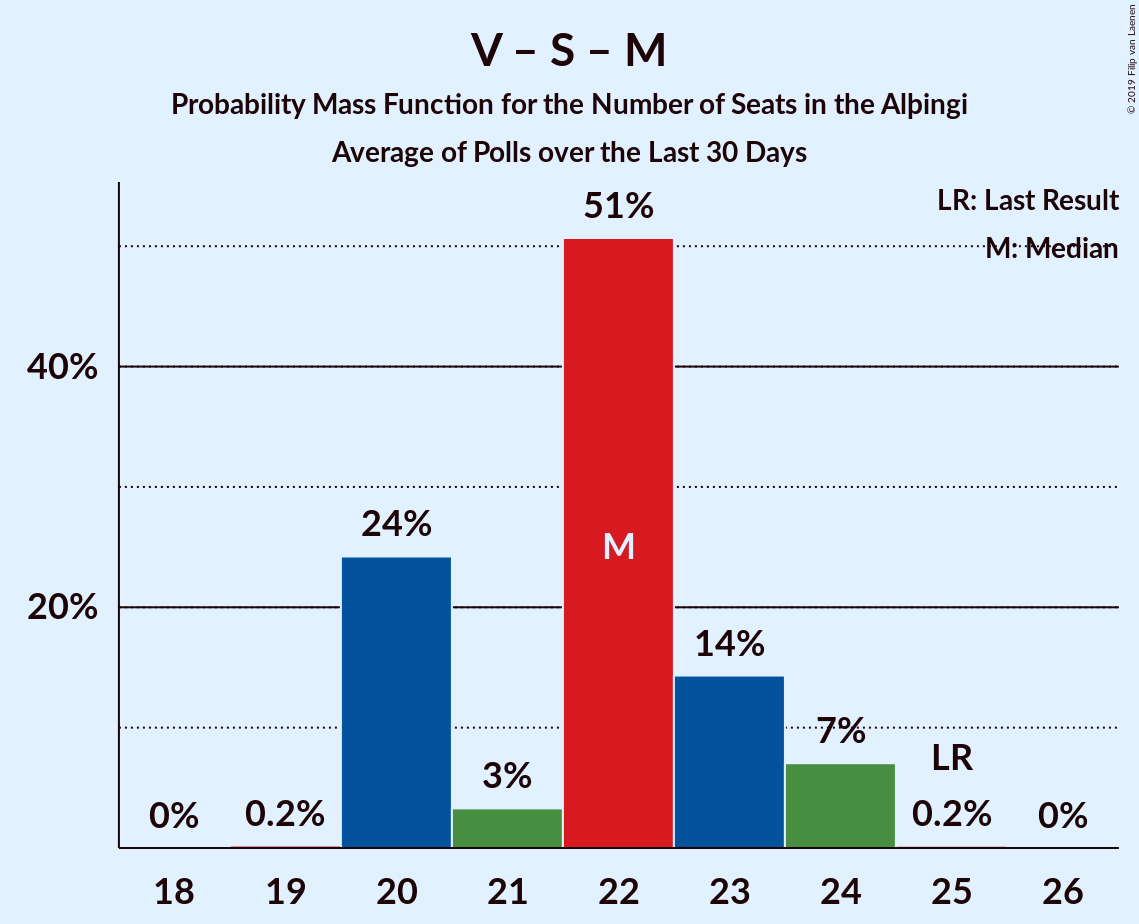 V – S – M
Probability Mass Function for the Number of Seats in the Alþingi
Average of Polls over the Last 30 Days
© 2019 Filip van Laenen
LR: Last Result
M: Median
51%
40%
24%
M
20%
14%
7%
3%
LR
0%
0.2%
0.2%
0%
18 19 20 21 22 23 24 25 26